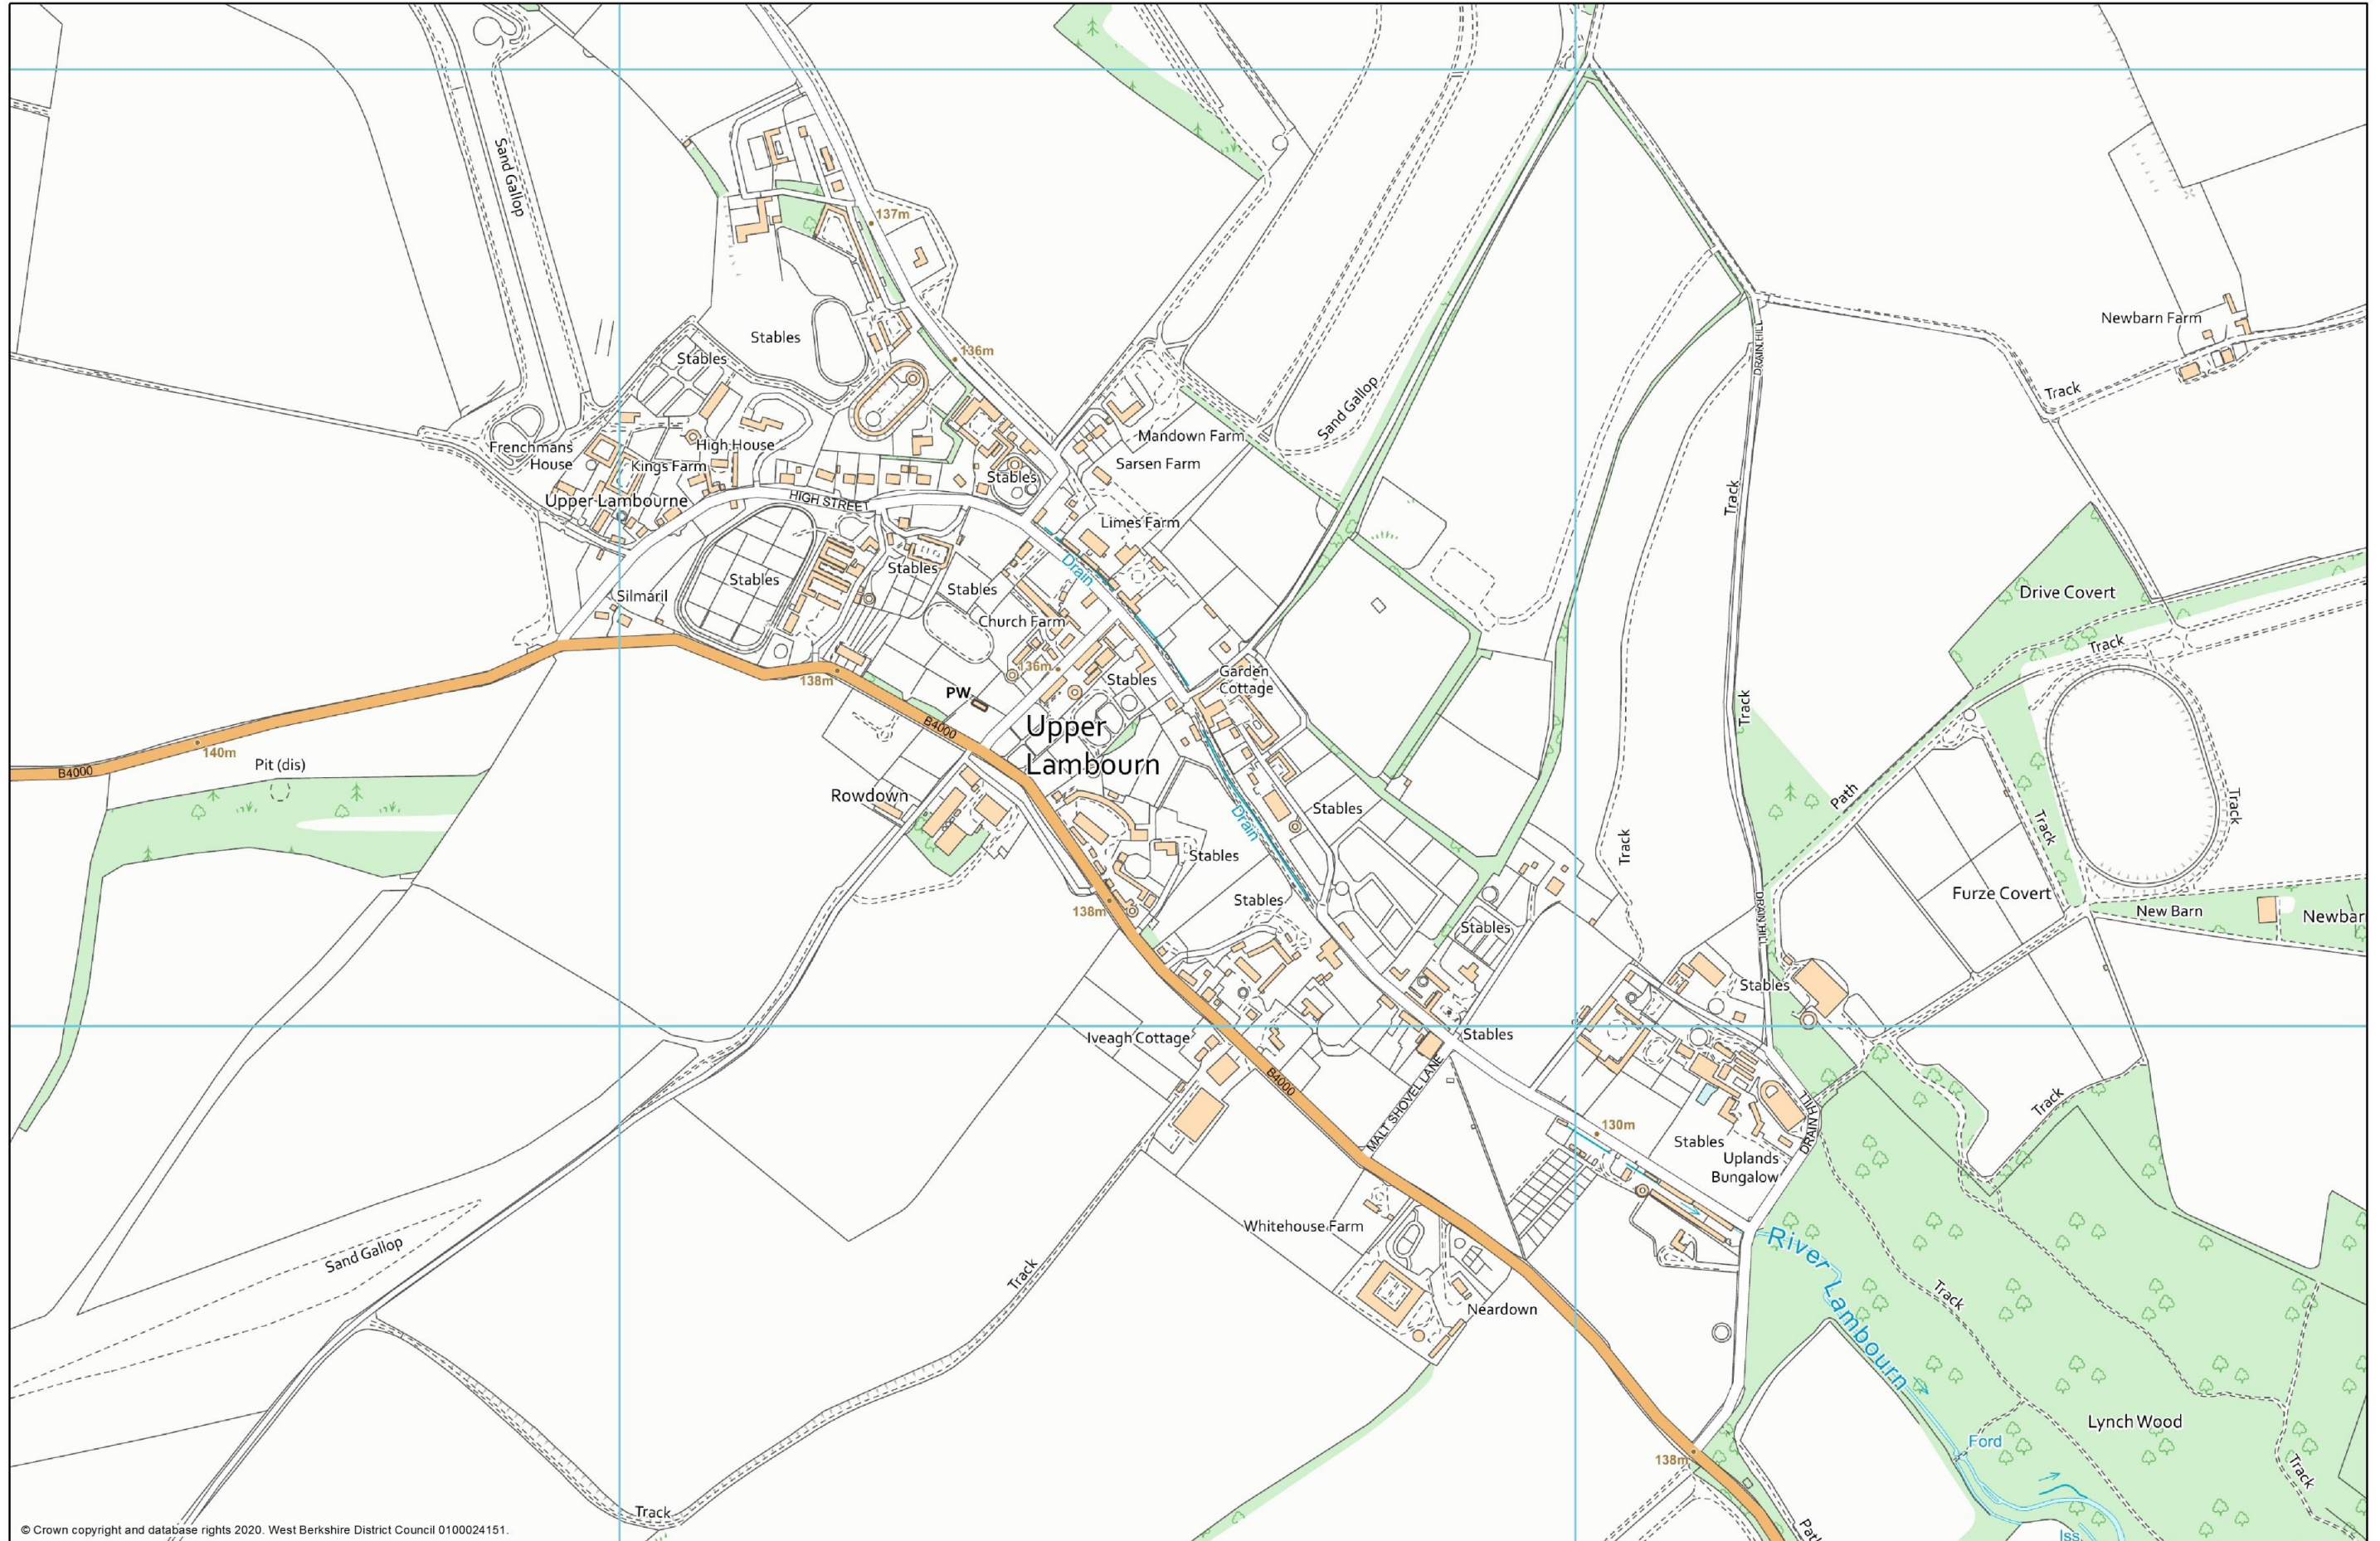 Sand Gallop
137m
Newbarn Farm
DRAIN HILL
Stables
136m
Stables
Track
Sand Gallop
Mandown Farm
High House
Frenchmans
House
Kings Farm
Sarsen Farm
Stables
Upper Lambourne
HIGH STREET
Track
Limes Farm
Drain
Stables
Stables
Stables
Drive Covert
Silmaril
Church Farm
Track
136m
138m
Stables
Garden
Cottage
PW
Track
B4000
Upper
Lambourn
140m
Pit (dis)
B4000
Rowdown
Path
Stables
Track
Drain
Track
Track
Stables
Furze Covert
Stables
138m
DRAIN HILL
New Barn
Newbar
Stables
Stables
Iveagh Cottage
Stables
B4000
MALT SHOVEL LANE
Track
130m
DRAIN HILL
Stables
Uplands
Bungalow
Whitehouse Farm
Sand Gallop
Track
River Lambourn
Track
Neardown
Lynch Wood
Ford
138m
Track
Track
Path
Iss
© Crown copyright and database rights 2020. West Berkshire District Council 0100024151.